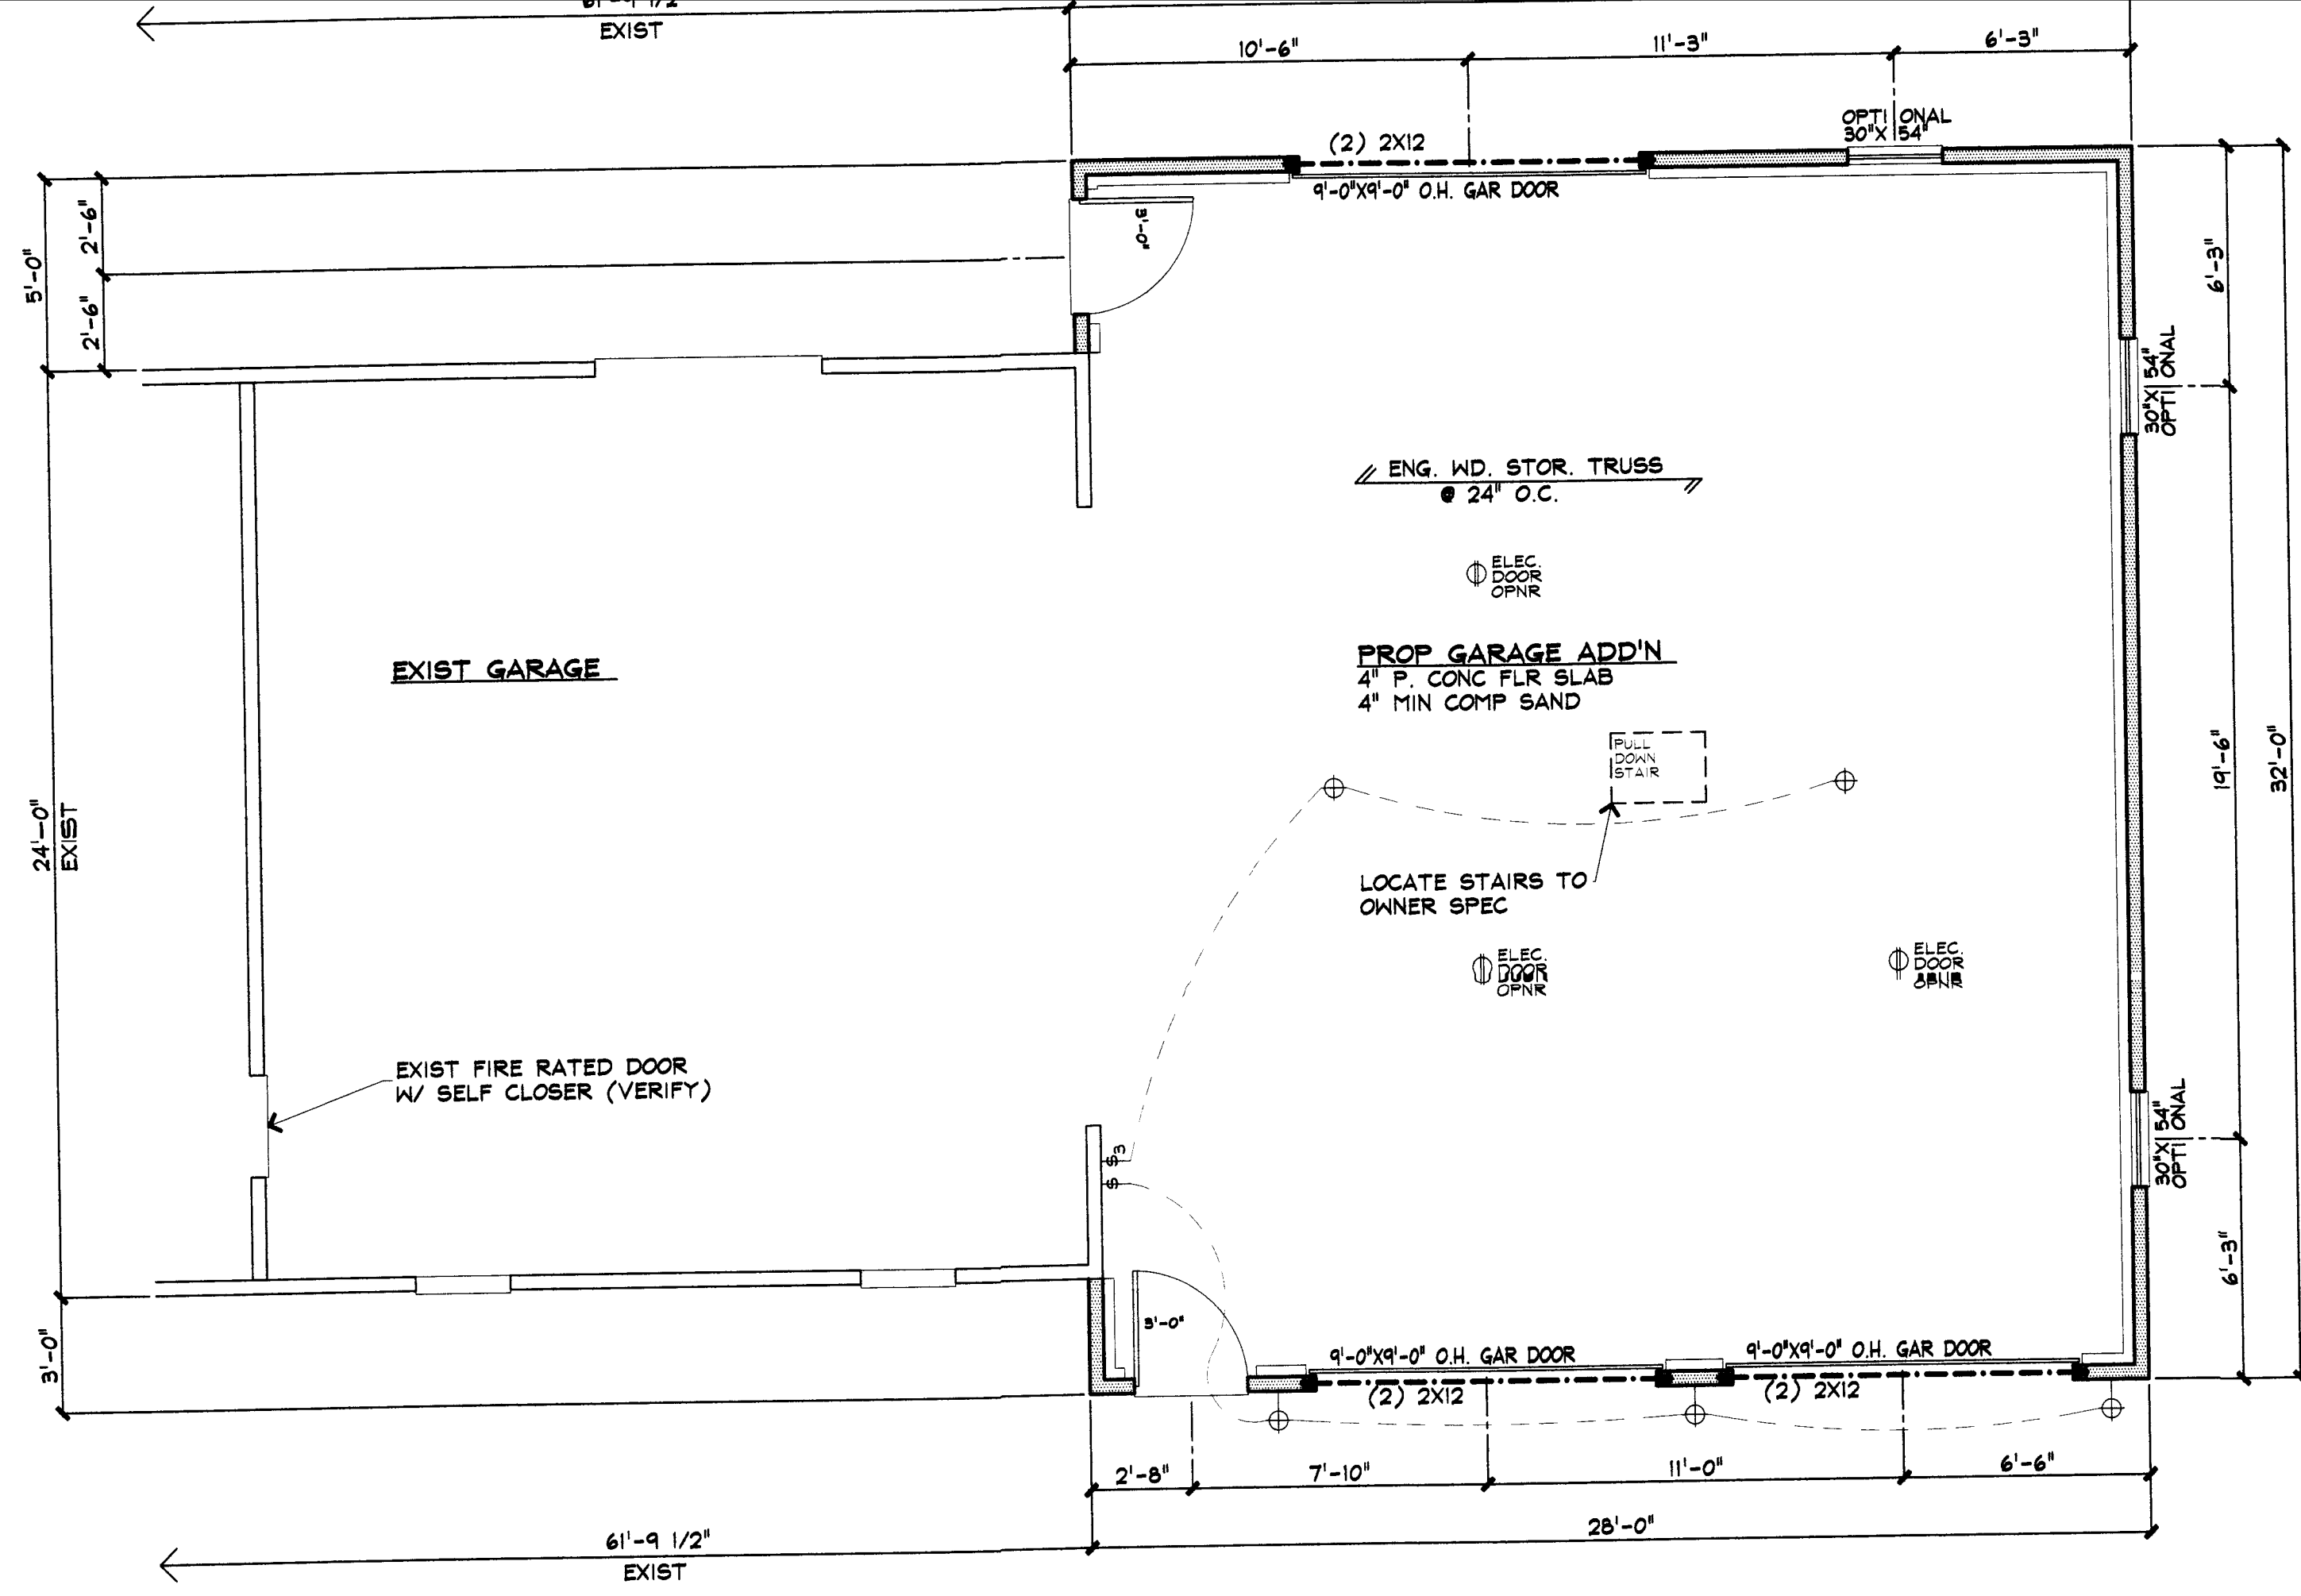 61'-9 1/2"
EXIST
10'-6"
11'-3"
6'-3"
OPTIONAL
30"X 54"
(2) 2X12
9'-0"X9'-0" O.H. GAR DOOR
3'-0"
5'-0"
2'-6"
2'-6"
6'-3"
30"X 54"
OPTIONAL
ENG. WD. STOR. TRUSS
@ 24" O.C.
ELEC.
DOOR
OPNR
EXIST GARAGE
PROP GARAGE ADD'N
4" P. CONC FLR SLAB
4" MIN COMP SAND
PULL
DOWN
STAIR
19'-6"
32'-0"
24'-0"
EXIST
LOCATE STAIRS TO
OWNER SPEC
ELEC.
DOOR
OPNR
ELEC.
DOOR
OPNR
EXIST FIRE RATED DOOR
W/ SELF CLOSER (VERIFY)
$3
$
30"X 54"
OPTIONAL
6'-3"
3'-0"
3'-0"
9'-0"X9'-0" O.H. GAR DOOR
9'-0"X9'-0" O.H. GAR DOOR
(2) 2X12
(2) 2X12
2'-8"
7'-10"
11'-0"
6'-6"
28'-0"
61'-9 1/2"
EXIST